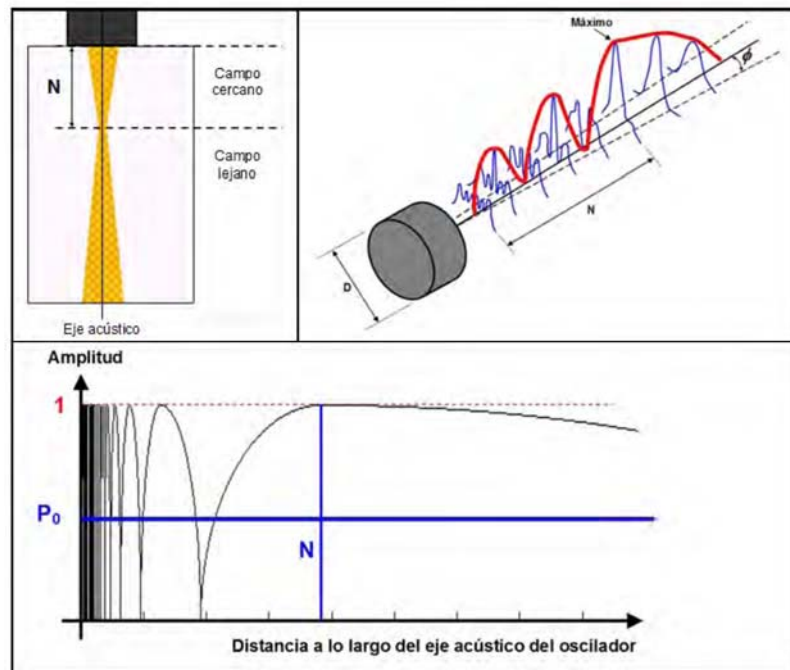 N
Campo
cercano
Campo
lejano
Eje acústico
Máximo
ϕ
N
D
Amplitud
1
P₀
N
Distancia a lo largo del eje acústico del oscilador